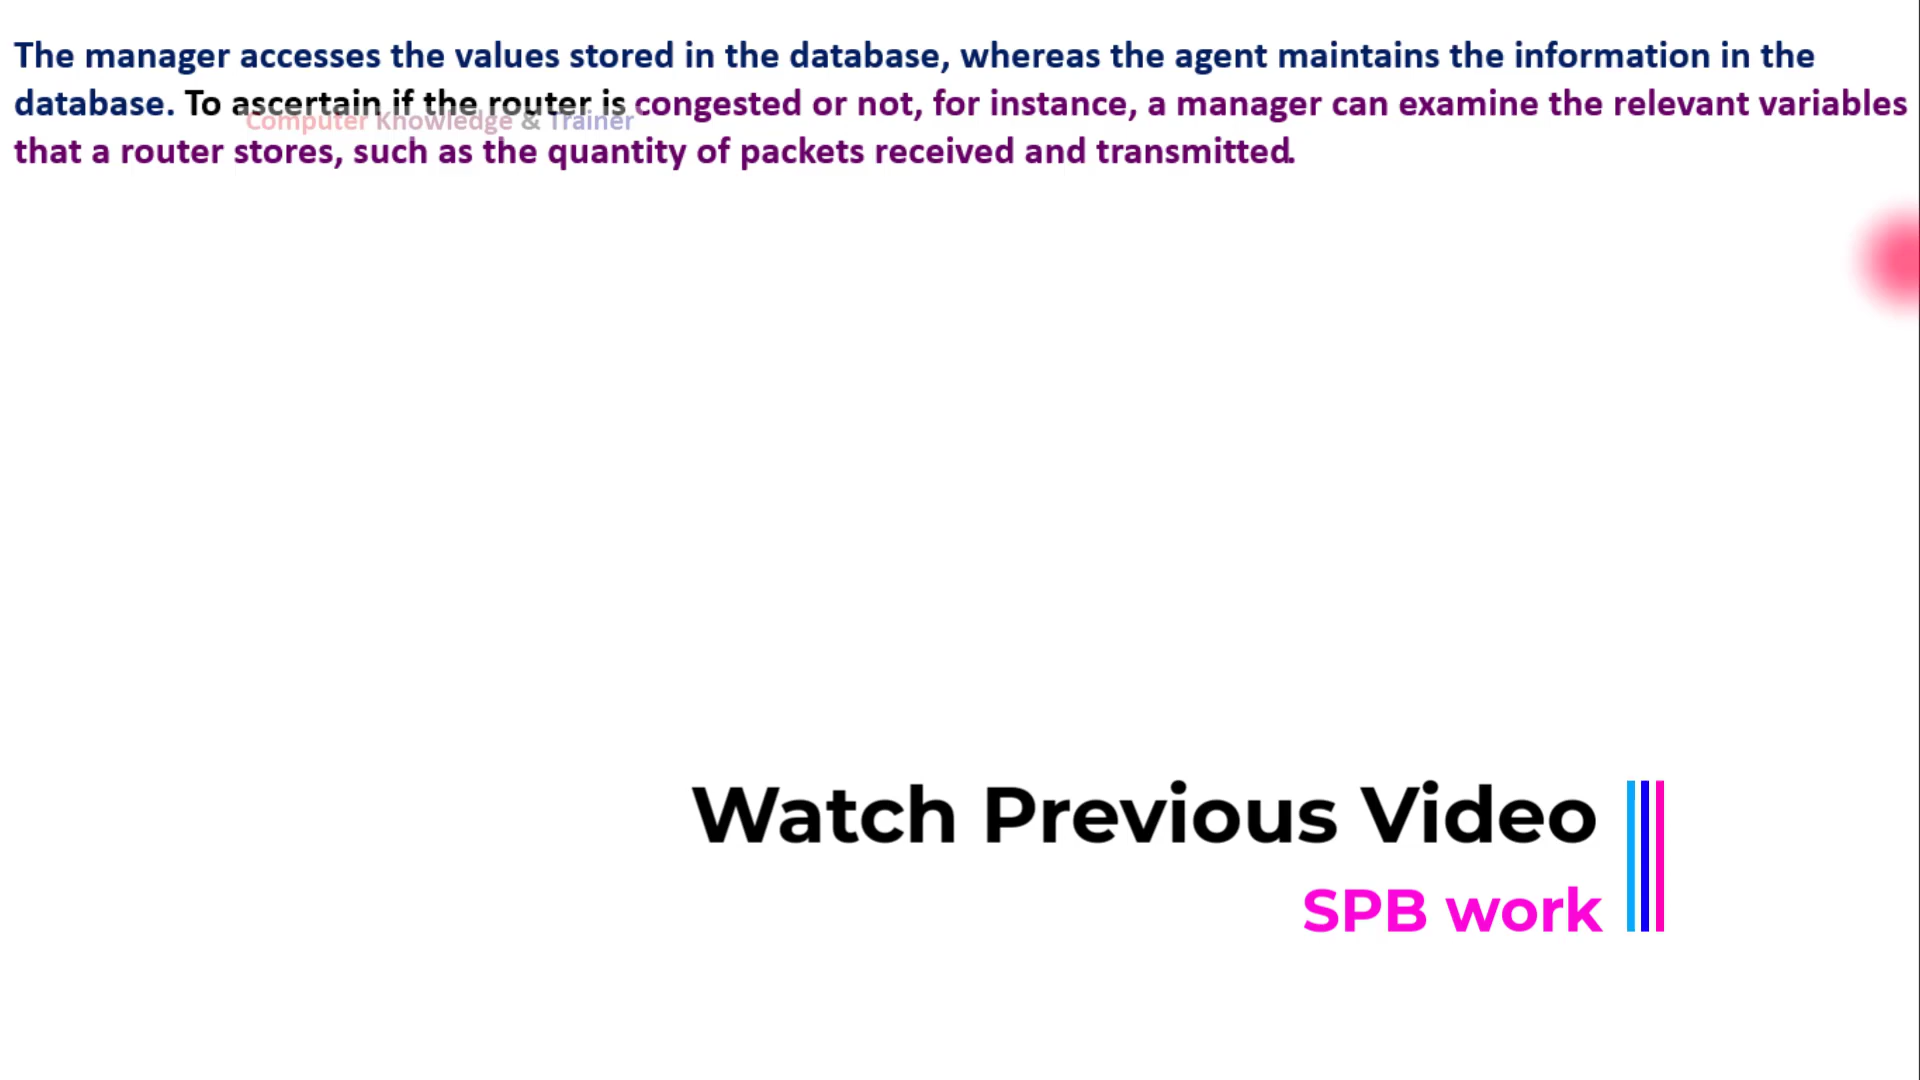 The manager accesses the values stored in the database, whereas the agent maintains the information in the
database. To ascertain if the router is congested or not, for instance, a manager can examine the relevant variables
Computer Knowledge & Trainer
that a router stores, such as the quantity of packets received and transmitted.
Watch Previous Video
SPB work